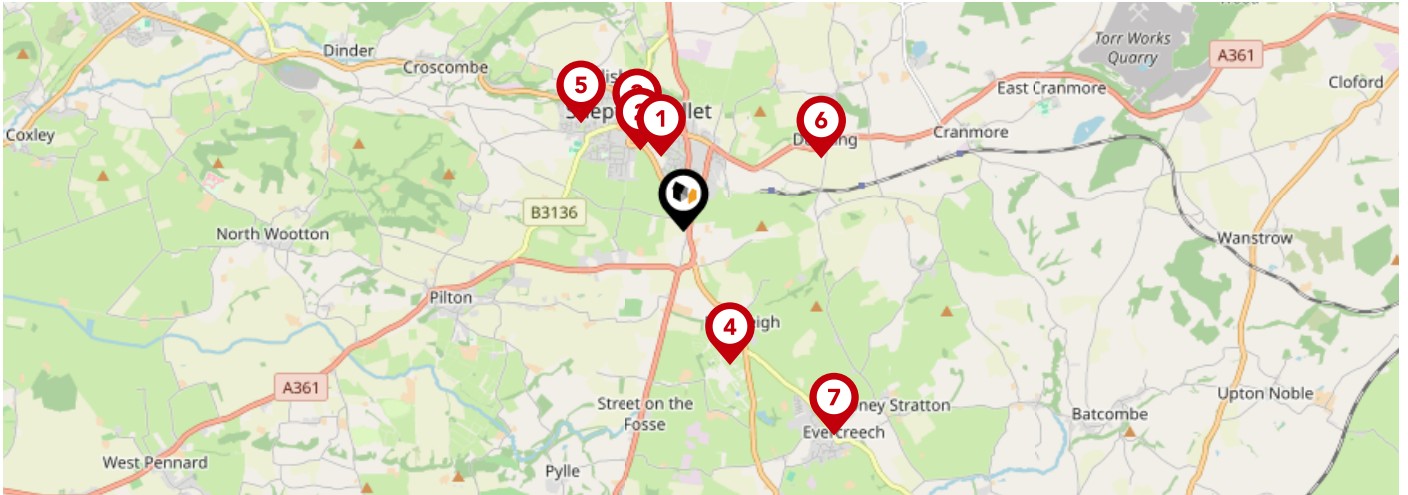 Dinder
Torr Works
Quarry
A361
Croscombe
Cloford
5
East Cranmore
1
6
Coxley
Cranmore
B3136
North Wootton
Wanstrow
Pilton
4
A361
7
Upton Noble
Street on the
Fosse
Batcombe
West Pennard
Pylle